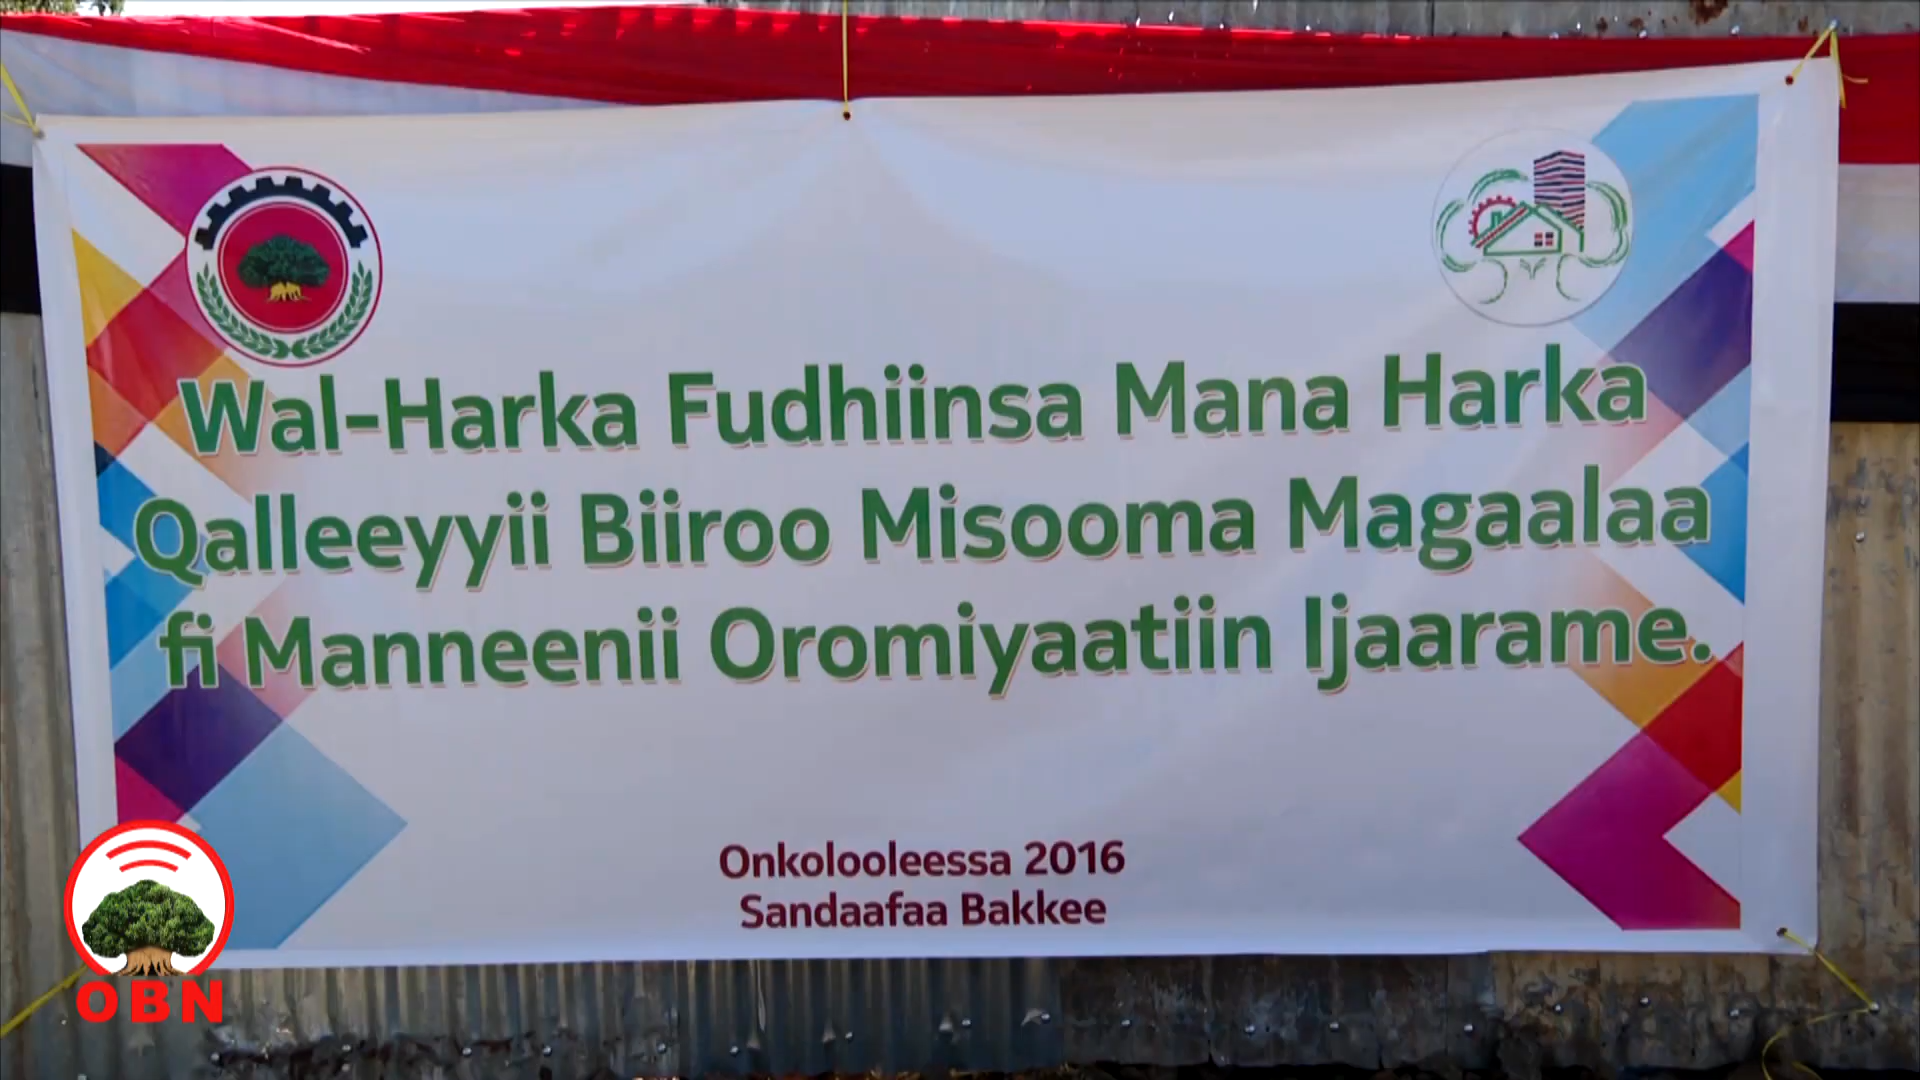 Wal-Harka Fudhiinsa Mana Harka
Qalleeyyii Biiroo Misooma Magaalaa
fi Manneenii Oromiyaatiin Ijaarame.
Onkolooleessa 2016
Sandaafaa Bakkee
OBN